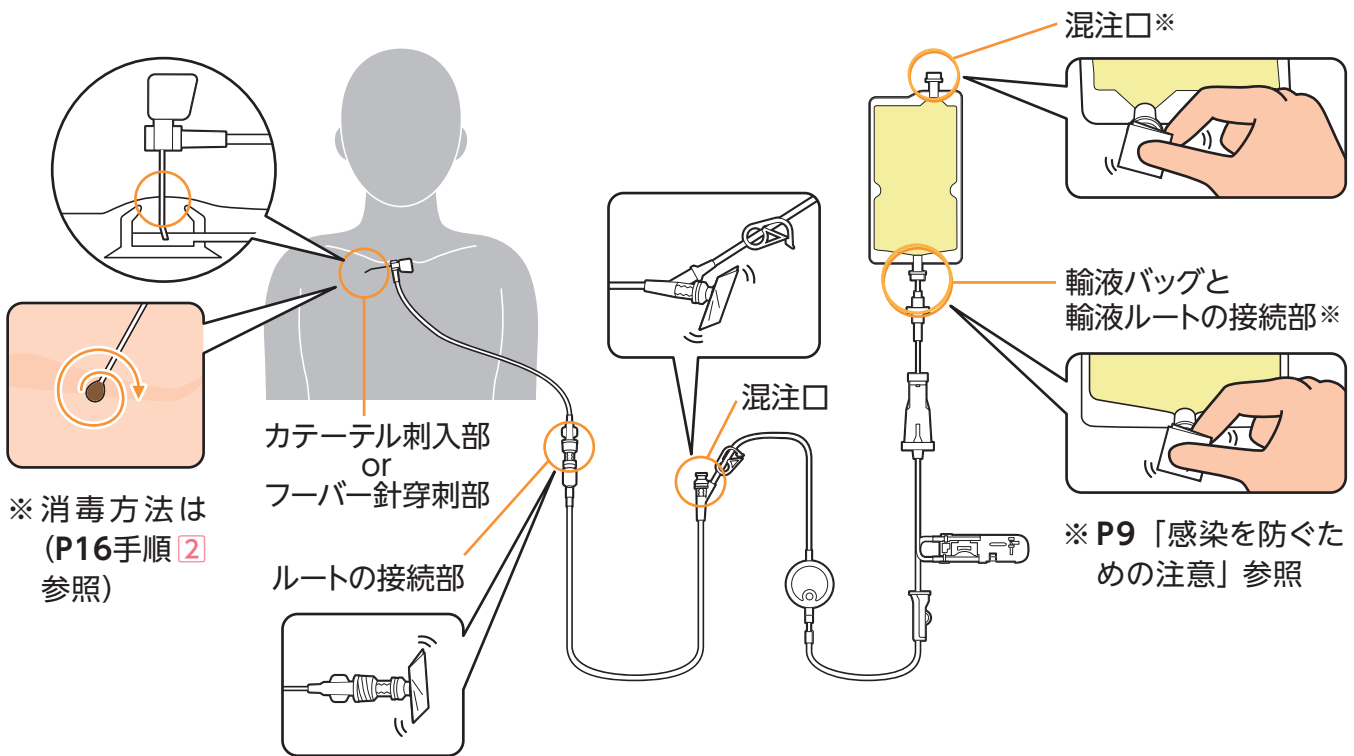 混注口※
輸液バッグと
輸液ルートの接続部※
混注口
カテーテル刺入部
or
フーバー針穿刺部
※消毒方法は
(P16手順2
参照)
ルートの接続部
※P9「感染を防ぐた
めの注意」参照